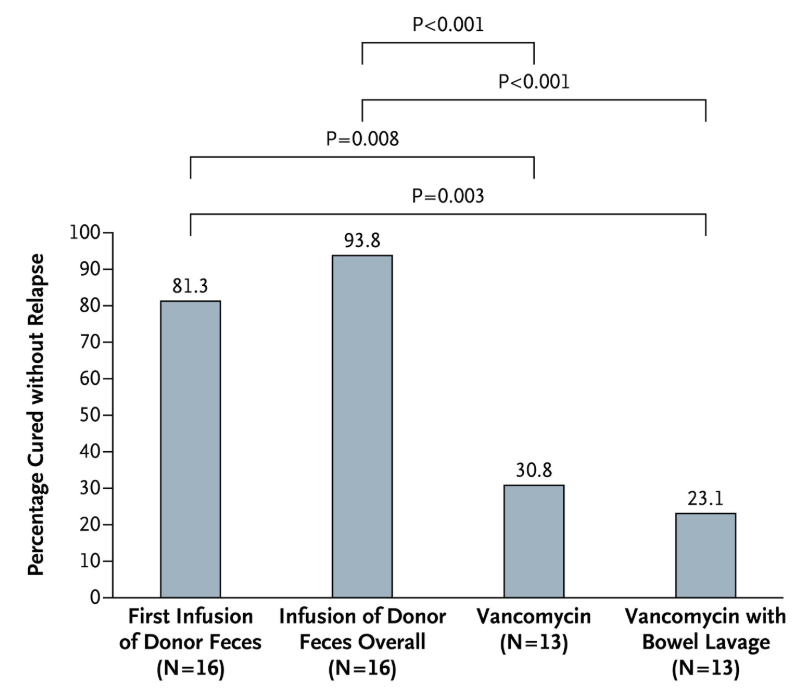 P<0.001
P<0.001
P=0.008
P=0.003
Percentage Cured without Relapse
100
90
80
70
60
50
40
30
20
10
0
81.3
93.8
30.8
23.1
First Infusion
of Donor Feces
(N=16)
Infusion of Donor
Feces Overall
(N=16)
Vancomycin
(N=13)
Vancomycin with
Bowel Lavage
(N=13)